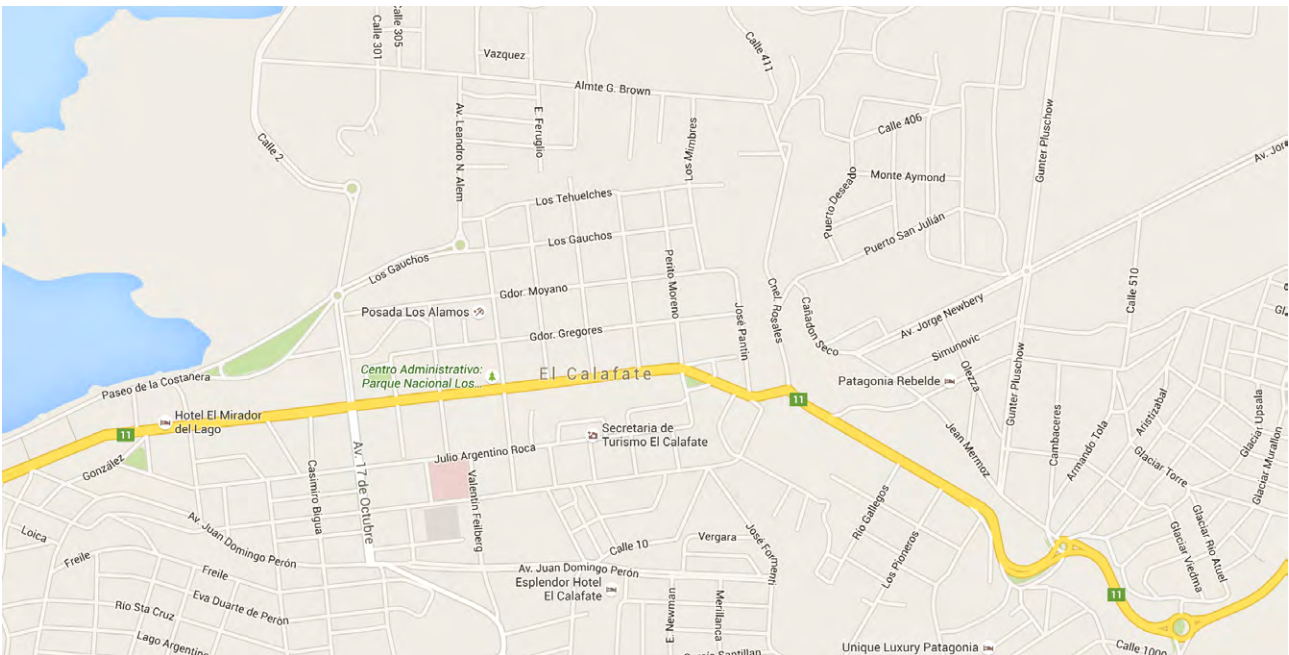 Calle 301
Calle 305
Vazquez
Calle 411
Almte G. Brown
Av. Leandro N. Alem
E. Feruglio
Los Mimbres
Calle 406
Gunter Pluschow
Calle 2
Av. Jor
Monte Aymond
Puerto Deseado
Los Tehuelches
Puerto San Julián
Los Gauchos
Los Gauchos
Perito Moreno
Cnel. Rosales
Calle 510
Gdor. Moyano
Posada Los Alamos
José Pantin
Cañadon Seco
Av. Jorge Newbery
Gdor. Gregores
Simunovic
Olezza
Gunter Pluschow
Centro Administrativo:
Parque Nacional Los...
El Calafate
Paseo de la Costanera
Patagonia Rebelde
11
Hotel El Mirador
del Lago
11
Secretaria de
Turismo El Calafate
Jean Mermoz
Cambaceres
Armando Tola
Aristizabal
Glaciar Upsala
Glaciar Murallon
Glaciar Torre
González
Julio Argentino Roca
Casimiro Bigua
Av. 17 de Octubre
Valentin Feilberg
Rio Gallegos
Loica
Av. Juan Domingo Perón
Calle 10
Vergara
José Formenti
Los Pioneros
Glaciar Viedma
Glaciar Rio Atuel
Freile
Freile
Av. Juan Domingo Perón
Esplendor Hotel
El Calafate
E. Newman
Merillanca
11
Eva Duarte de Perón
Rio Sta Cruz
Lago Argentino
Unique Luxury Patagonia
Calle 1000